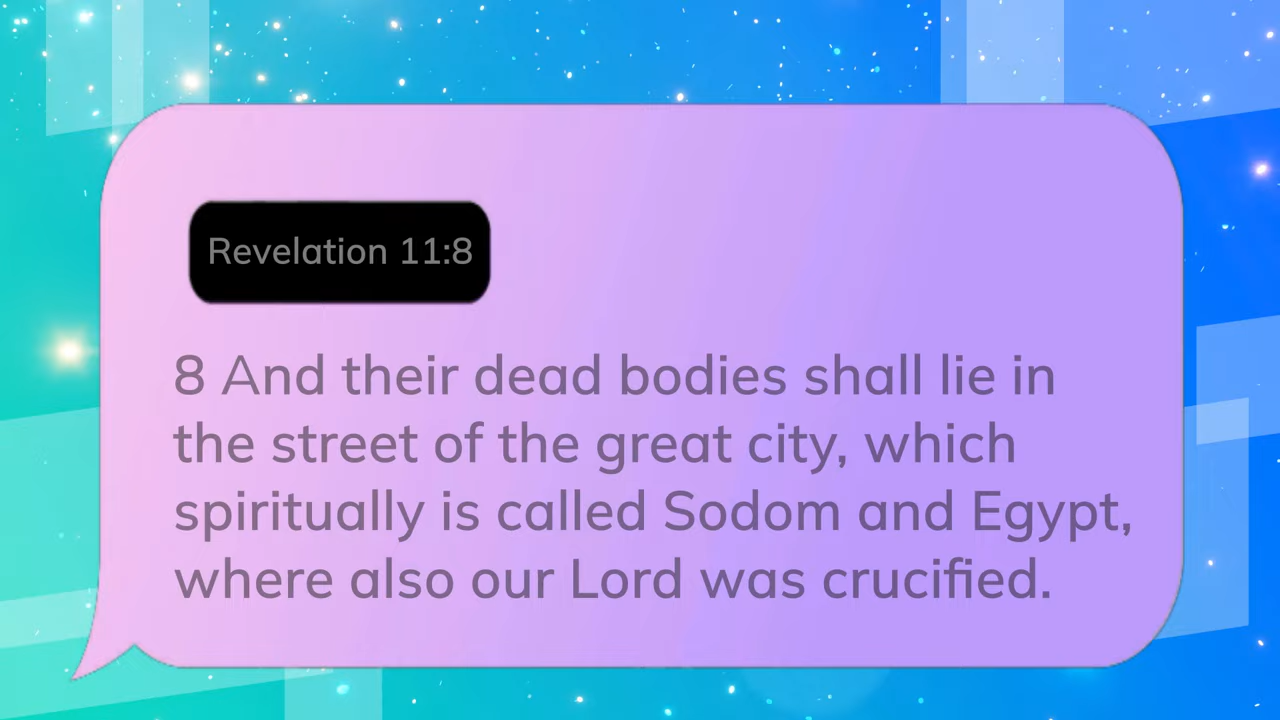 Revelation 11:8
8 And their dead bodies shall lie in
the street of the great city, which
spiritually is called Sodom and Egypt,
where also our Lord was crucified.